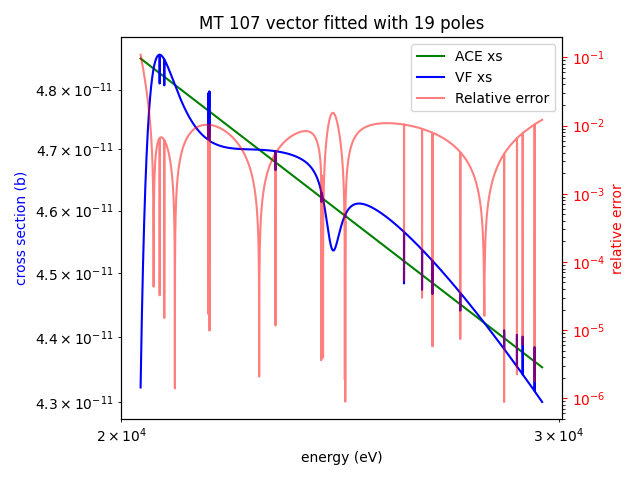 MT 107 vector fitted with 19 poles
ACE xs
VF xs
Relative error
4.8 × 10⁻¹¹
4.7 × 10⁻¹¹
4.6 × 10⁻¹¹
4.5 × 10⁻¹¹
4.4 × 10⁻¹¹
4.3 × 10⁻¹¹
cross section (b)
10⁻¹
10⁻²
10⁻³
10⁻⁴
10⁻⁵
10⁻⁶
relative error
2 × 10⁴
3 × 10⁴
energy (eV)